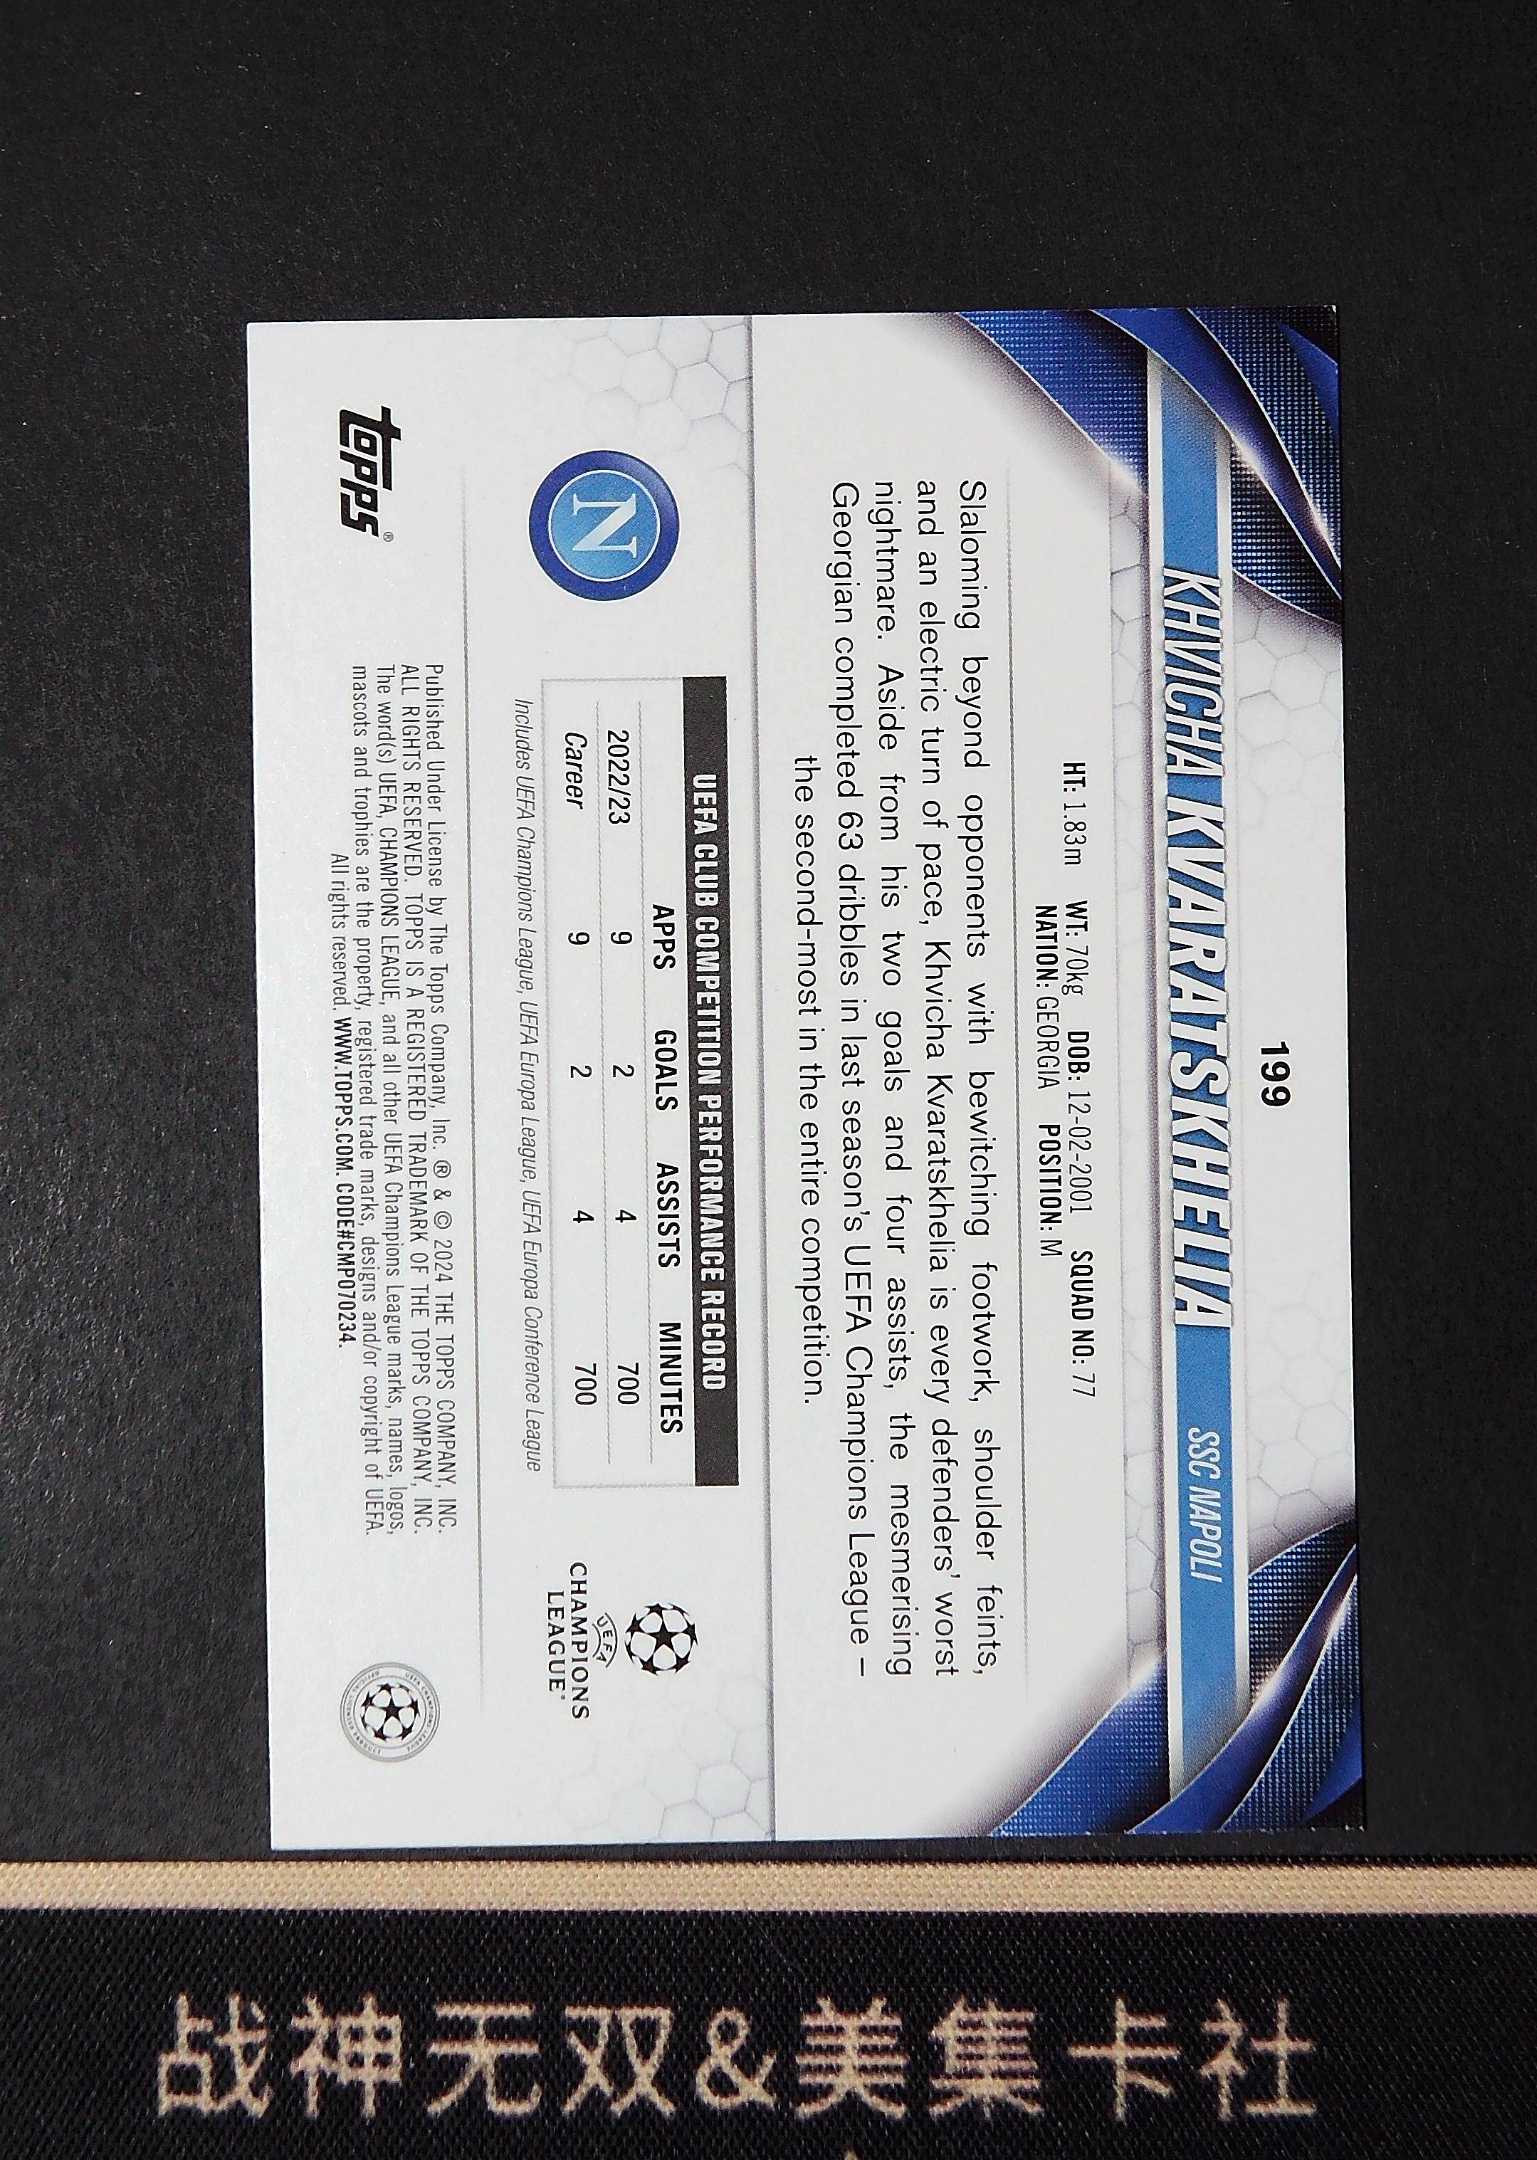 199
KHVICHA KVARATSKHELIA SSC NAPOLI
HT: 1.83m WT: 70kg DOB: 12-02-2001 SQUAD NO: 77
NATION: GEORGIA POSITION: M
Slaloming beyond opponents with bewitching footwork, shoulder feints,
and an electric turn of pace, Khvicha Kvaratskhelia is every defenders' worst
nightmare. Aside from his two goals and four assists, the mesmerising
Georgian completed 63 dribbles in last season's UEFA Champions League –
the second-most in the entire competition.
N
UEFA CLUB COMPETITION PERFORMANCE RECORD
APPS GOALS ASSISTS MINUTES
2022/23 9 2 4 700
Career 9 2 4 700
Includes UEFA Champions League, UEFA Europa League, UEFA Europa Conference League
UEFA
CHAMPIONS
LEAGUE®
topps®
Published Under License by The Topps Company, Inc. ® & © 2024 THE TOPPS COMPANY, INC.
ALL RIGHTS RESERVED. TOPPS IS A REGISTERED TRADEMARK OF THE TOPPS COMPANY, INC.
The word(s) UEFA, CHAMPIONS LEAGUE, and all other UEFA Champions League marks, names, logos,
mascots and trophies are the property, registered trade marks, designs and/or copyright of UEFA.
All rights reserved. WWW.TOPPS.COM. CODE#CMP070234.
战神无双&美集卡社